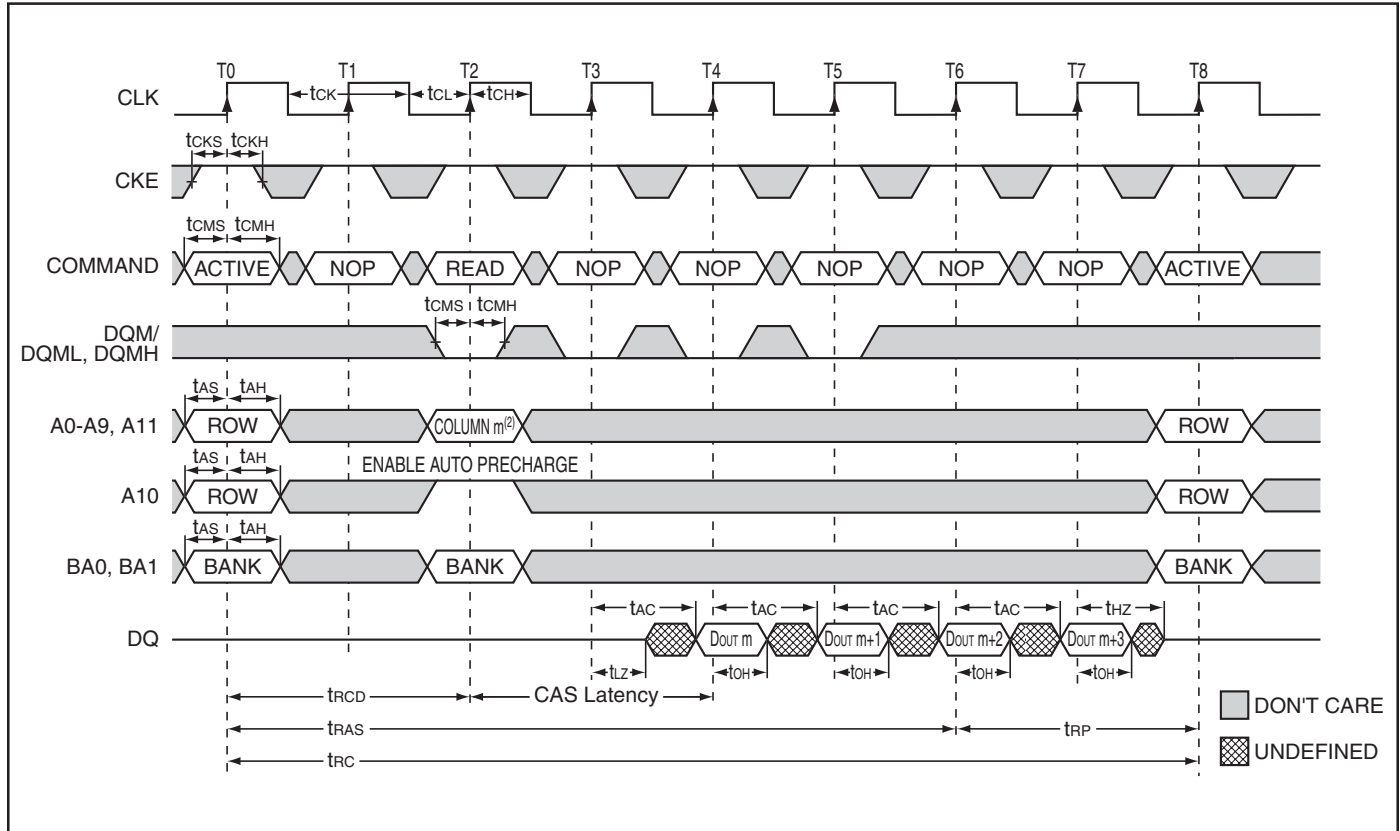 T0 T1 T2 T3 T4 T5 T6 T7 T8
CLK tCK tCL tCH
tCKS tCKH
CKE
tCMS tCMH
COMMAND ACTIVE NOP READ NOP NOP NOP NOP NOP ACTIVE
tCMS tCMH
DQM/
DQML, DQMH
tAS tAH
A0-A9, A11 ROW COLUMN m(2) ROW
tAS tAH ENABLE AUTO PRECHARGE
A10 ROW ROW
tAS tAH
BA0, BA1 BANK BANK BANK
tAC tAC tAC tAC tHZ
DQ DOUT m DOUT m+1 DOUT m+2 DOUT m+3
tLZ tOH tOH tOH tOH
tRCD CAS Latency
DON'T CARE
tRAS tRP
UNDEFINED
tRC